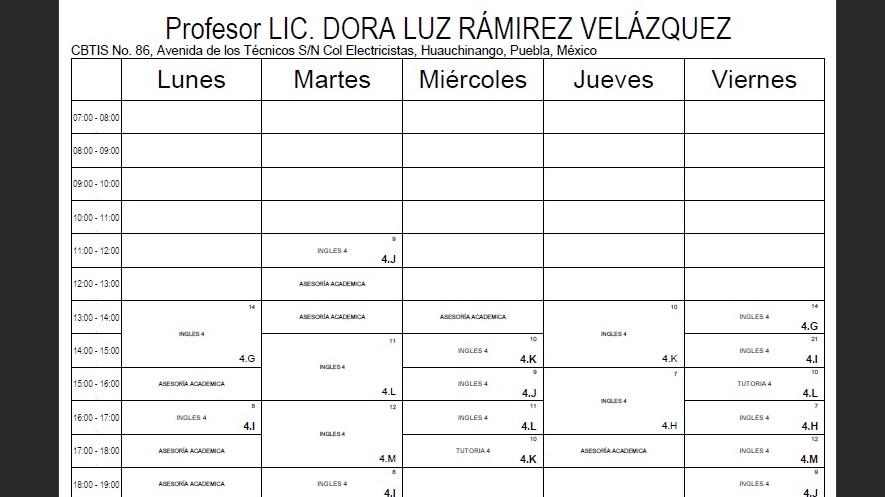 Profesor LIC. DORA LUZ RÁMIREZ VELÁZQUEZ
CBTIS No. 86, Avenida de los Técnicos S/N Col Electricistas, Huauchinango, Puebla, México
Lunes Martes Miércoles Jueves Viernes
07:00 - 08:00
08:00 - 09:00
09:00 - 10:00
10:00 - 11:00
9
11:00 - 12:00 INGLES 4
4.J
12:00 - 13:00 ASESORÍA ACADEMICA
14 10 14
13:00 - 14:00 ASESORÍA ACADEMICA ASESORÍA ACADEMICA INGLES 4
4.G
INGLES 4 INGLES 4
11 10 21
14:00 - 15:00 INGLES 4 INGLES 4
4.G 4.K 4.K 4.I
INGLES 4
9 7 10
15:00 - 16:00 ASESORÍA ACADEMICA INGLES 4 TUTORIA 4
4.L 4.J 4.L
INGLES 4
8 12 11 7
16:00 - 17:00 INGLES 4 INGLES 4 INGLES 4
4.I 4.L 4.H 4.H
INGLES 4
10 12
17:00 - 18:00 ASESORÍA ACADEMICA TUTORIA 4 ASESORÍA ACADEMICA INGLES 4
4.M 4.K 4.M
8 9
18:00 - 19:00 ASESORÍA ACADEMICA INGLES 4 INGLES 4
4.I 4.J